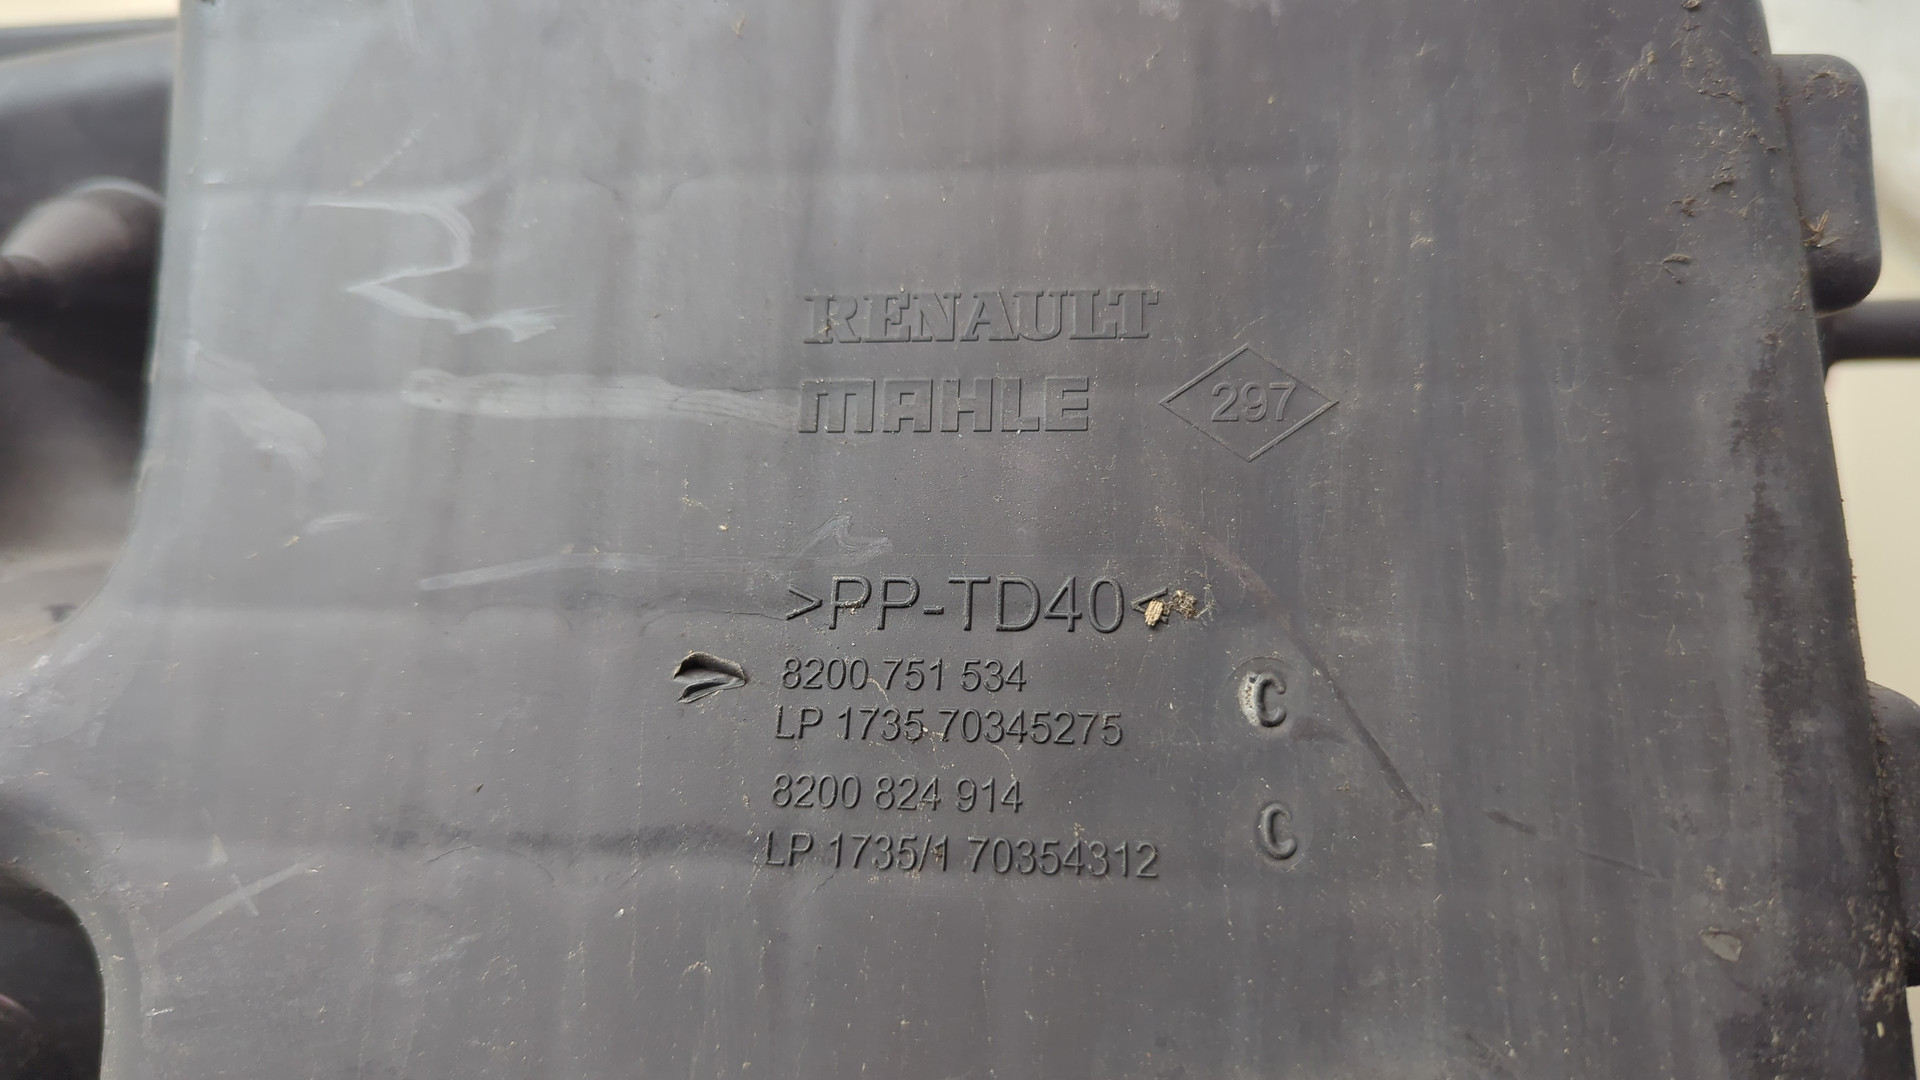 RENAULT
MAHLE 297
>PP-TD40<
8200 751 534 C
LP 1735 70345275
8200 824 914 C
LP 1735/1 70354312